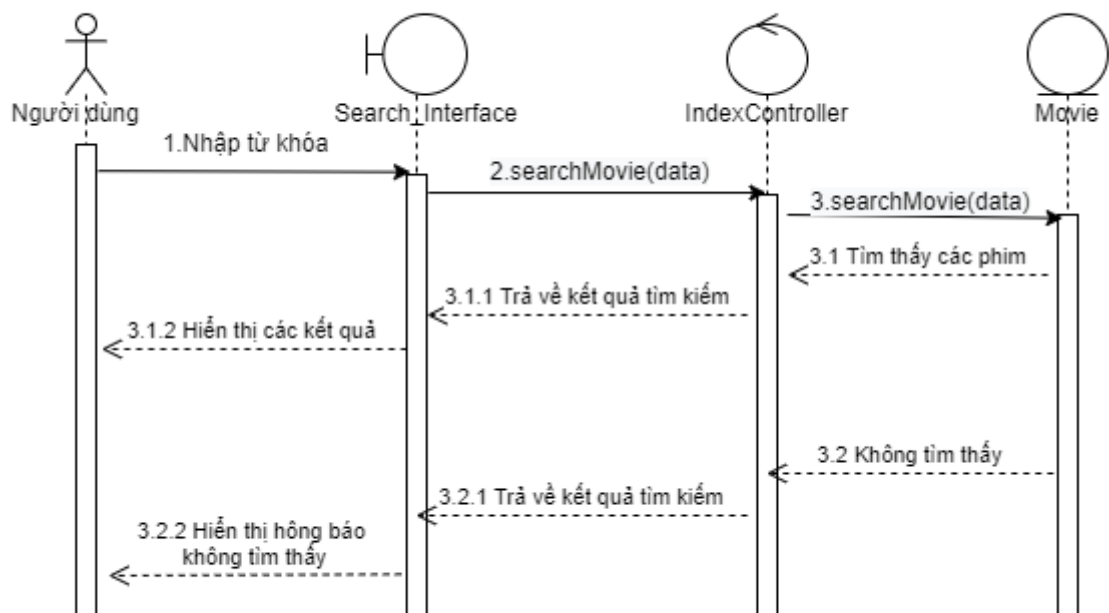 Người dùng
Search_Interface
IndexController
Movie
1.Nhập từ khóa
2.searchMovie(data)
3.searchMovie(data)
3.1 Tìm thấy các phim
3.1.1 Trả về kết quả tìm kiếm
3.1.2 Hiển thị các kết quả
3.2 Không tìm thấy
3.2.1 Trả về kết quả tìm kiếm
3.2.2 Hiển thị hông báo
không tìm thấy